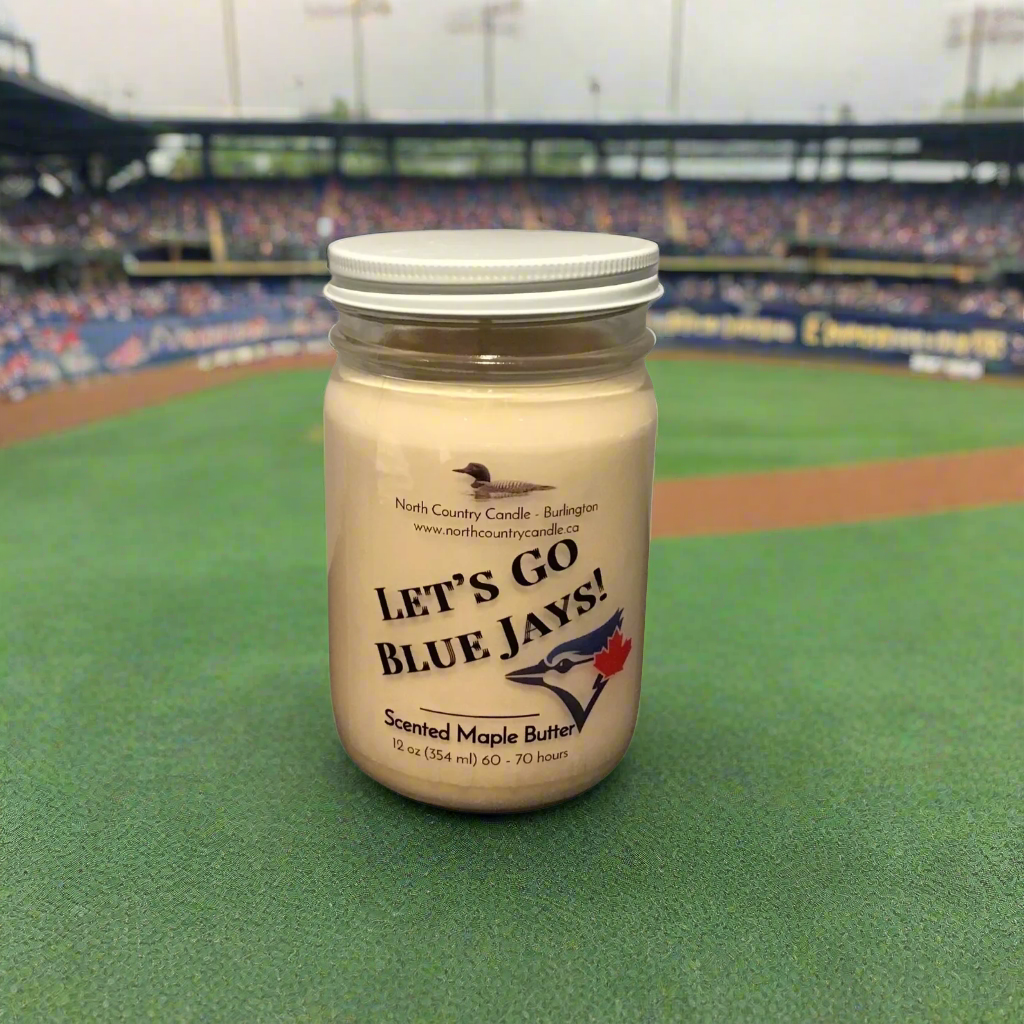 North Country Candle - Burlington
www.northcountrycandle.ca
LET'S GO
BLUE JAYS!
Scented Maple Butter
12 oz (354 ml) 60 - 70 hours